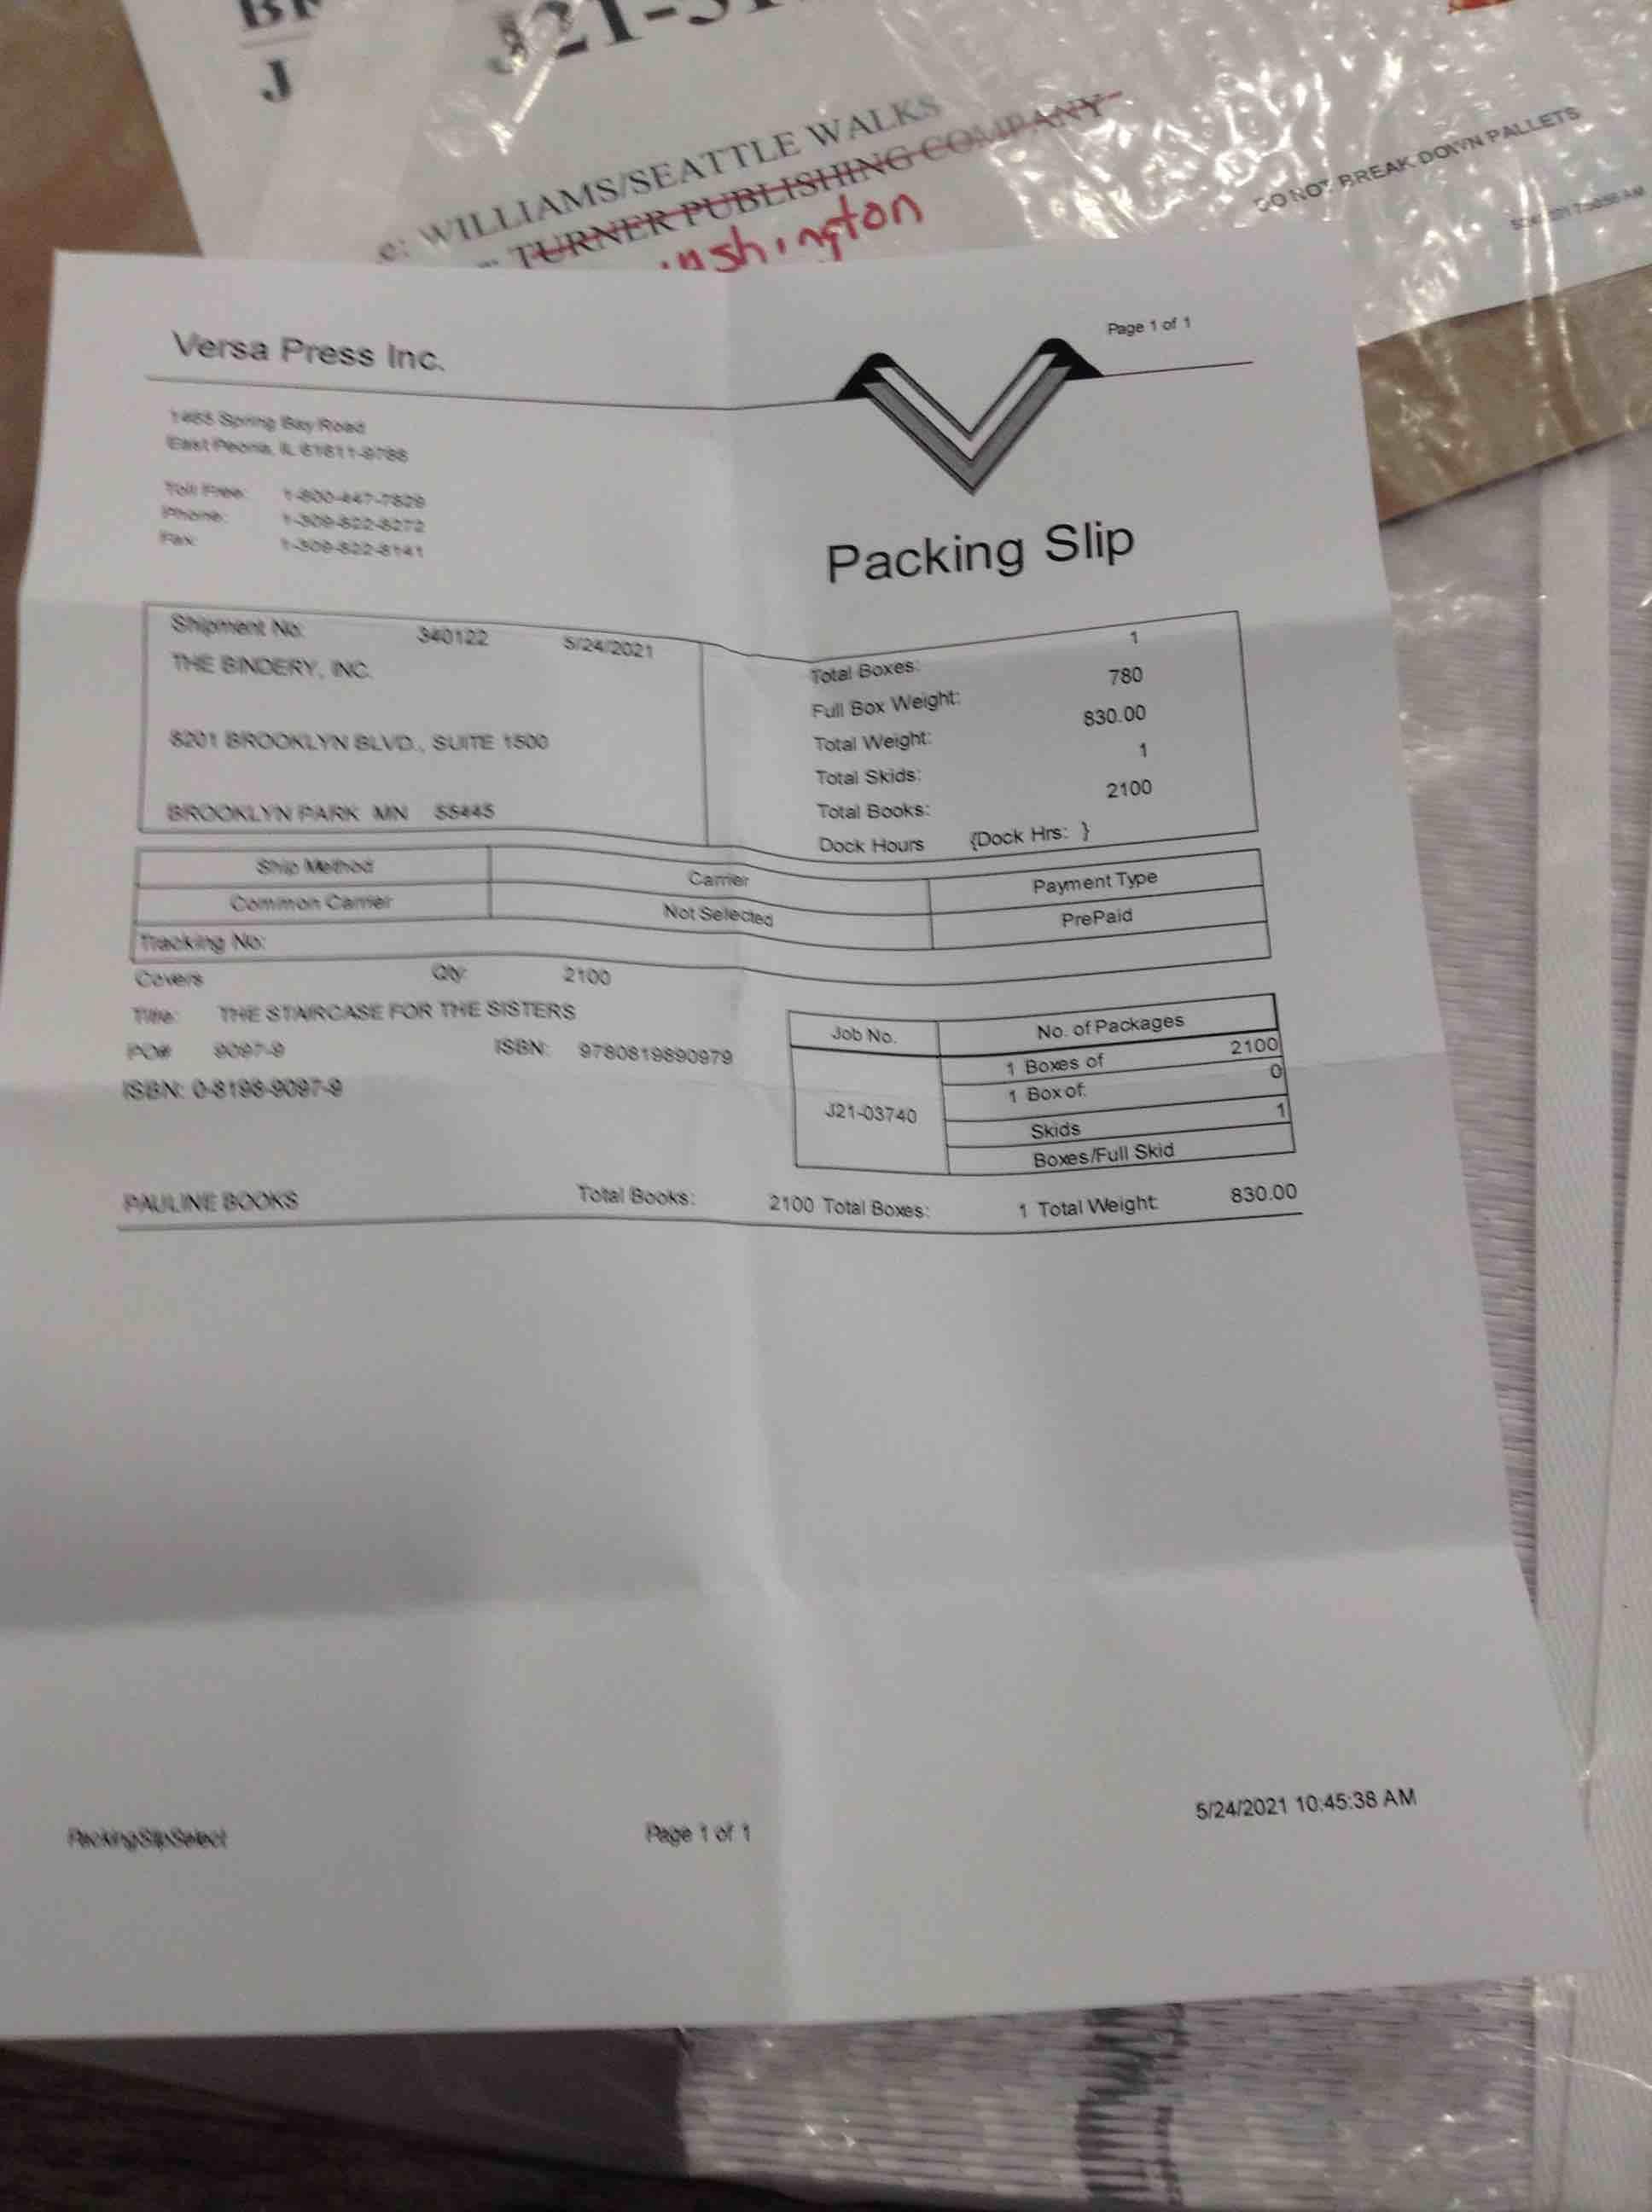 J
e: WILLIAMS/SEATTLE WALKS
TURNER PUBLISHING COMPANY
DO NOT BREAK DOWN PALLETS
Page 1 of 1
Versa Press Inc.
1465 Spring Bay Road
East Peoria, IL 61611-9788
Toll Free: 1-800-447-7829
Phone: 1-309-822-8272
Fax: 1-309-822-8141
Packing Slip
Shipment No: 340122 5/24/2021
THE BINDERY, INC.
8201 BROOKLYN BLVD., SUITE 1500
BROOKLYN PARK MN 55445
Total Boxes: 1
Full Box Weight: 780
Total Weight: 830.00
Total Skids: 1
Total Books: 2100
Dock Hours {Dock Hrs: }
Ship Method Carrier Payment Type
Common Carrier Not Selected PrePaid
Tracking No:
Covers Qty: 2100
Title: THE STAIRCASE FOR THE SISTERS
PO# 9097-9 ISBN: 9780819890979
ISBN: 0-8198-9097-9
Job No. No. of Packages
J21-03740
1 Boxes of 2100
1 Box of: 0
Skids 1
Boxes/Full Skid
PAULINE BOOKS Total Books: 2100 Total Boxes: 1 Total Weight: 830.00
PackingSlipSelect Page 1 of 1 5/24/2021 10:45:38 AM